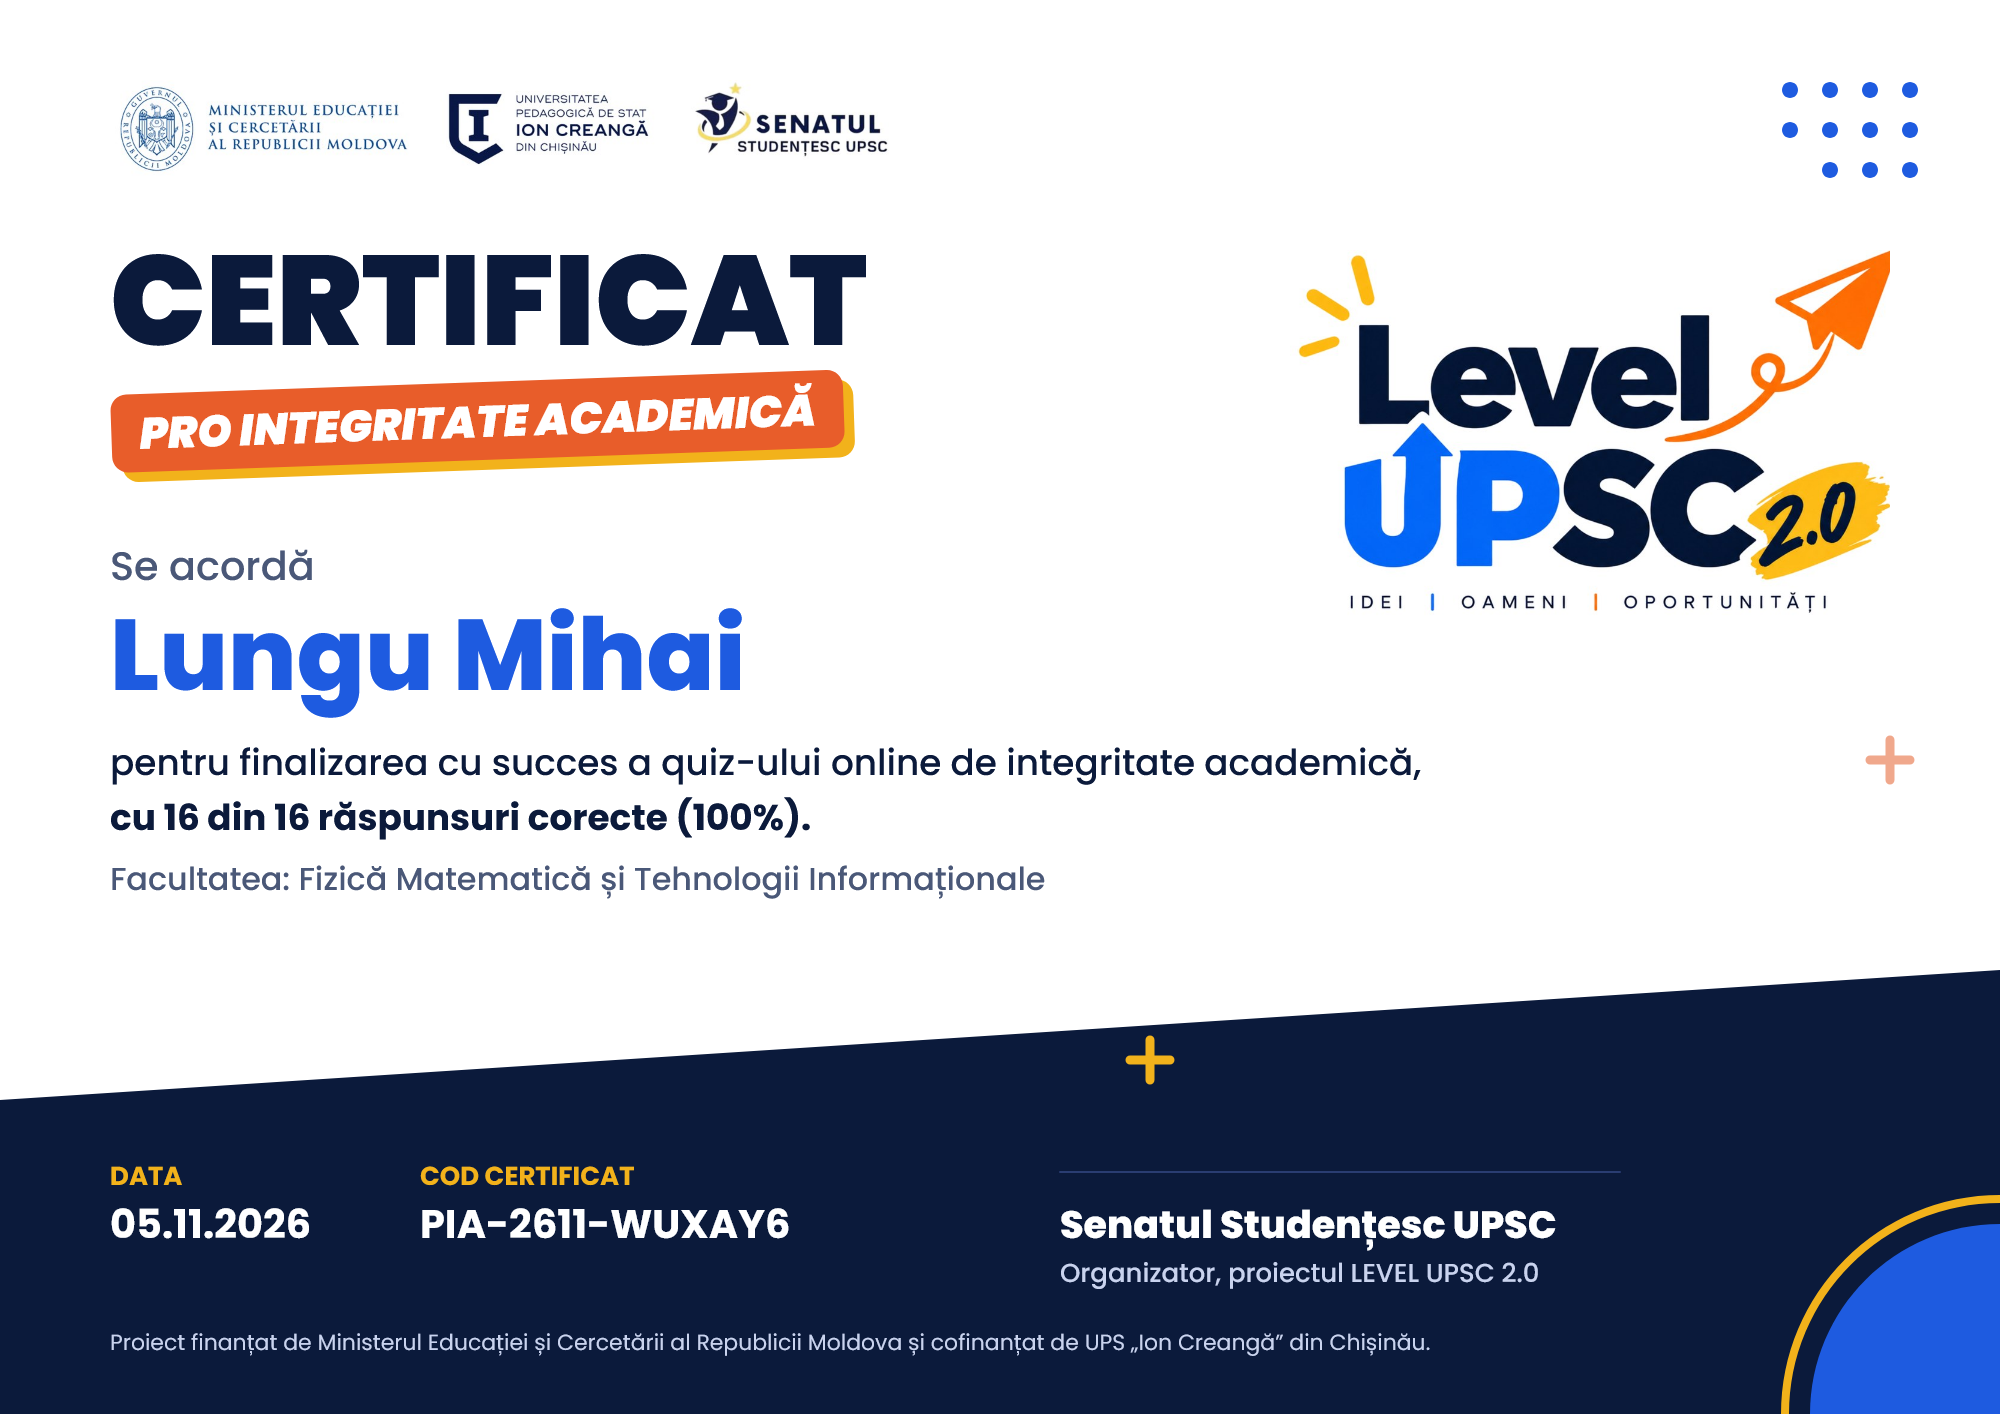 GUVERNUL REPUBLICII MOLDOVA
MINISTERUL EDUCAȚIEI
ȘI CERCETĂRII
AL REPUBLICII MOLDOVA
UNIVERSITATEA
PEDAGOGICĂ DE STAT
ION CREANGĂ
DIN CHIȘINĂU
SENATUL
STUDENȚESC UPSC
CERTIFICAT
PRO INTEGRITATE ACADEMICĂ
Level
UPSC 2.0
IDEI | OAMENI | OPORTUNITĂȚI
Se acordă
Lungu Mihai
pentru finalizarea cu succes a quiz-ului online de integritate academică,
cu 16 din 16 răspunsuri corecte (100%).
Facultatea: Fizică Matematică și Tehnologii Informaționale
DATA
05.11.2026
COD CERTIFICAT
PIA-2611-WUXAY6
Senatul Studențesc UPSC
Organizator, proiectul LEVEL UPSC 2.0
Proiect finanțat de Ministerul Educației și Cercetării al Republicii Moldova și cofinanțat de UPS „Ion Creangă” din Chișinău.